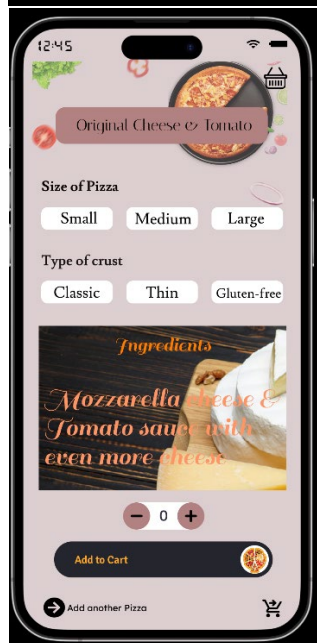 12:45
Original Cheese & Tomato
Size of Pizza
Small Medium Large
Type of crust
Classic Thin Gluten-free
Ingredients
Mozzarella cheese &
Tomato sauce with
even more cheese
0
Add to Cart
Add another Pizza